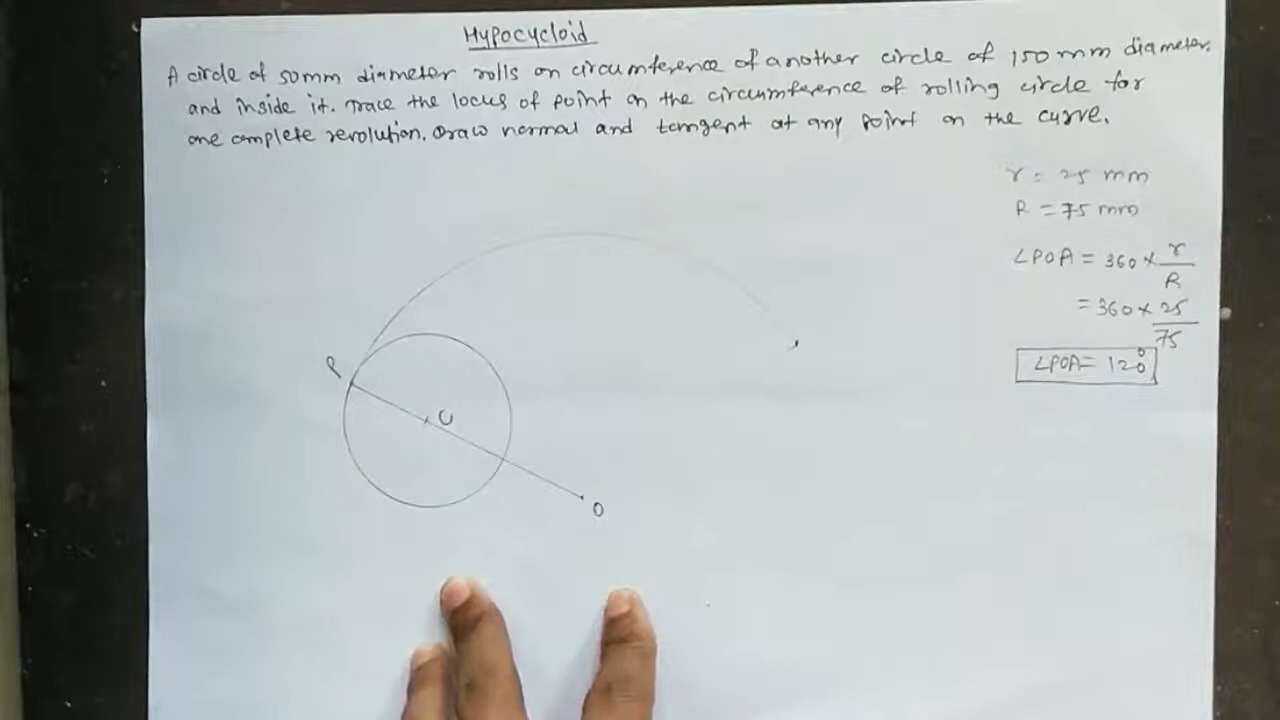 Hypocycloid
A circle of 50mm diameter rolls on circumference of another circle of 150mm diameter.
and inside it. Trace the locus of point on the circumference of rolling circle for
one complete revolution. Draw normal and tangent at any point on the curve.
r = 25 mm
R = 75 mm
∠POA = 360 × r/R
= 360 × 25/75
∠POA = 120°
P
C
O